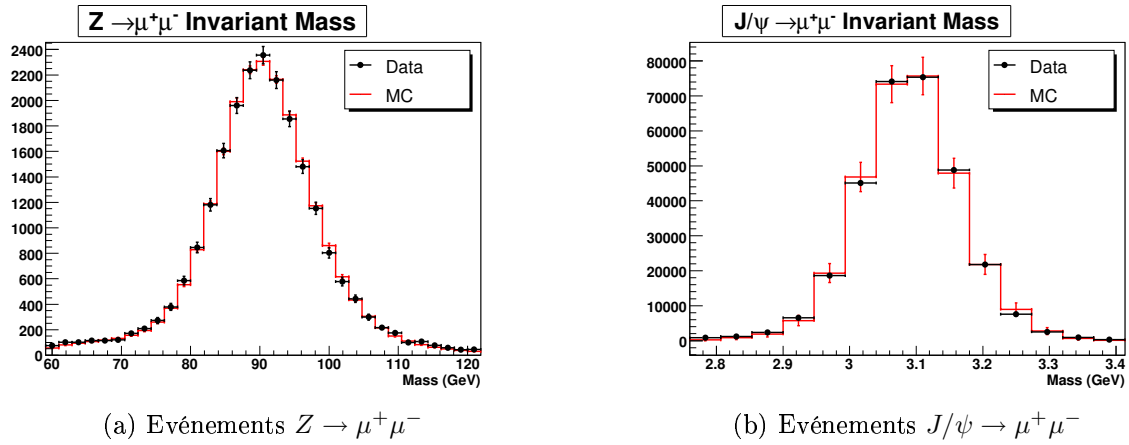 Z →μ⁺μ⁻ Invariant Mass
2400
2200
2000
1800
1600
1400
1200
1000
800
600
400
200
0
60 70 80 90 100 110 120
Mass (GeV)
Data
MC
(a) Evénements Z → μ⁺μ⁻
J/ψ →μ⁺μ⁻ Invariant Mass
80000
70000
60000
50000
40000
30000
20000
10000
0
2.8 2.9 3 3.1 3.2 3.3 3.4
Mass (GeV)
Data
MC
(b) Evénements J/ψ → μ⁺μ⁻